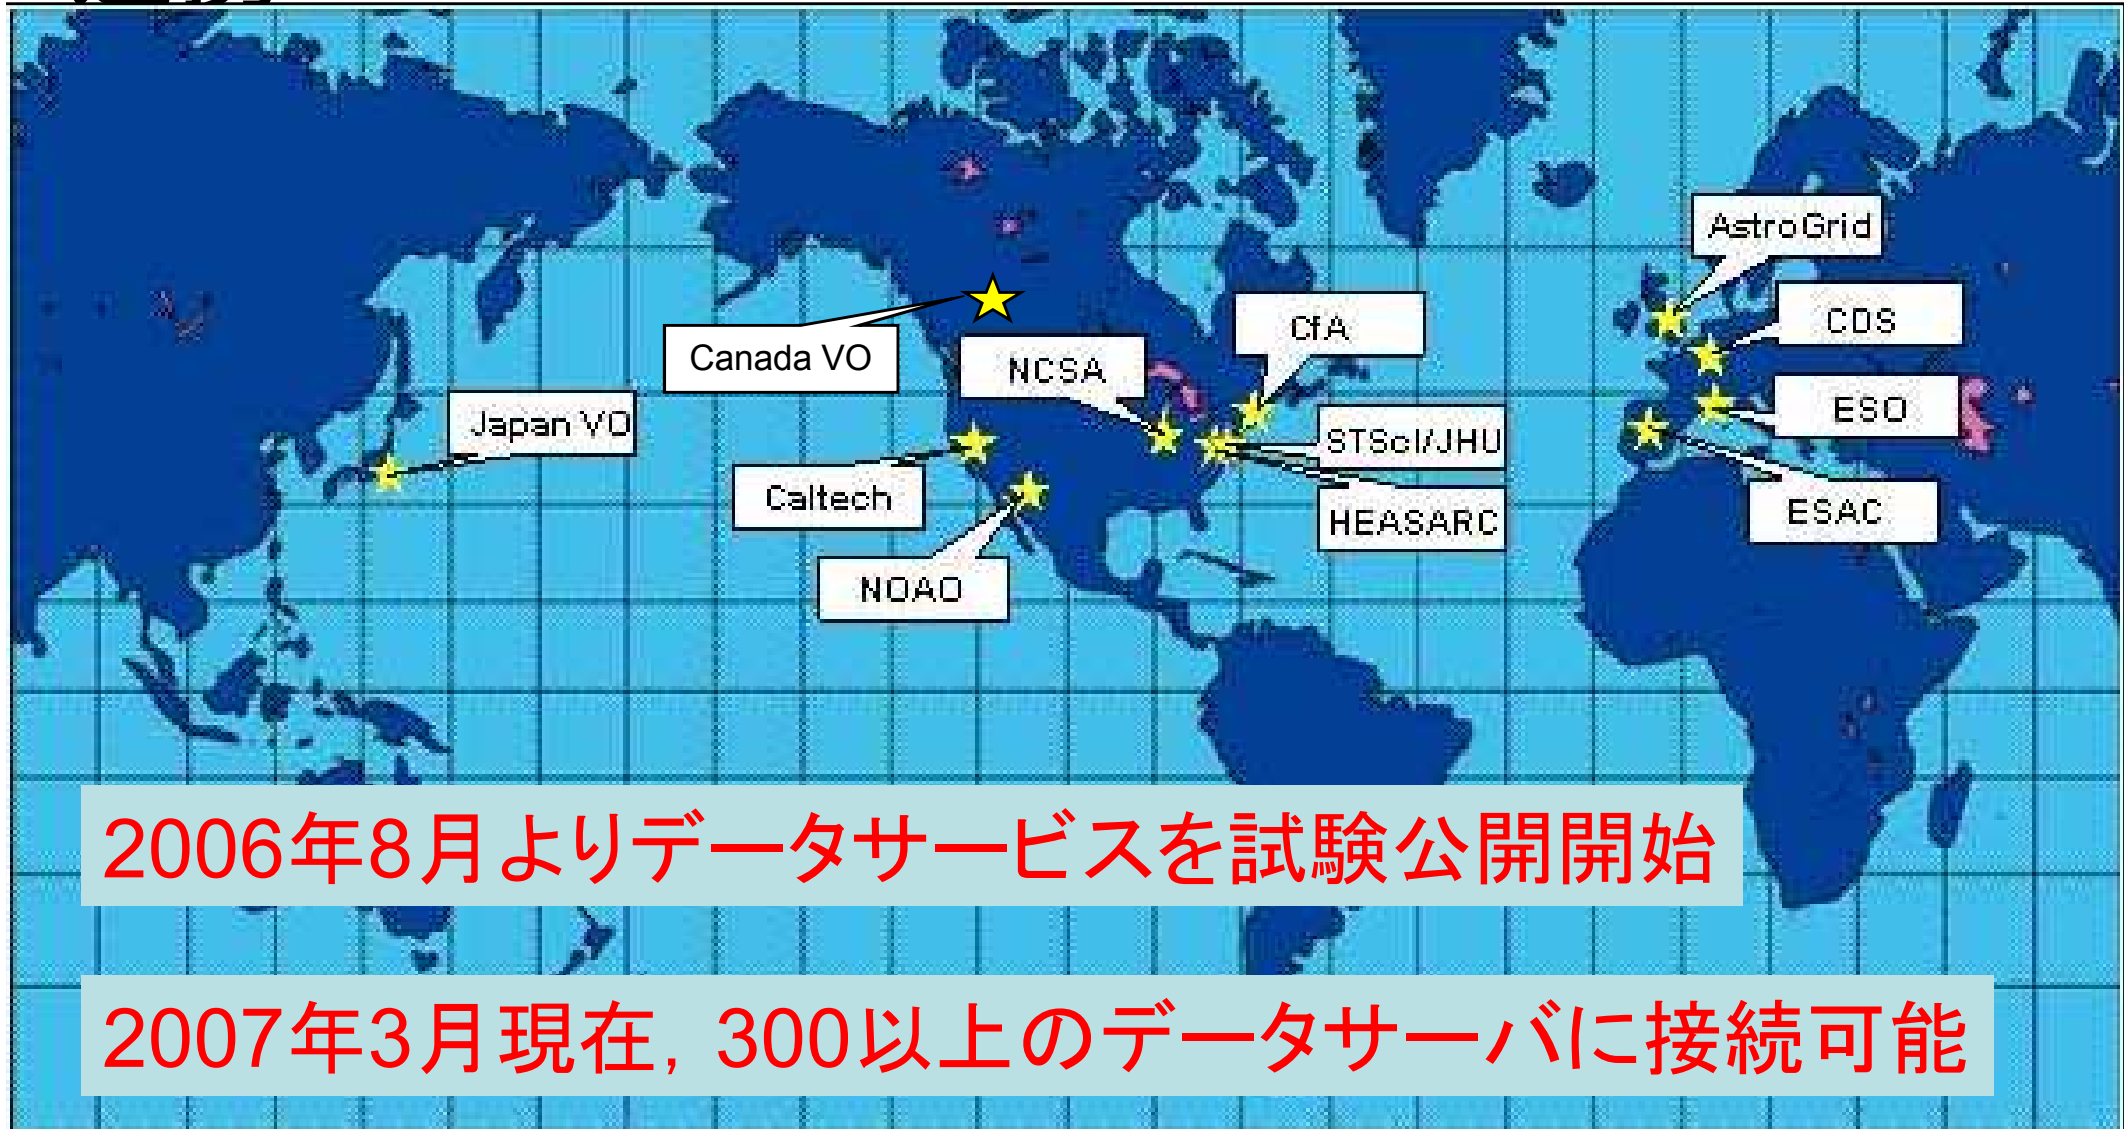 AstroGrid
CDS
CfA
Canada VO
NCSA
ESO
Japan VO
STScI/JHU
Caltech
ESAC
HEASARC
NOAO
2006年8月よりデータサービスを試験公開開始
2007年3月現在, 300以上のデータサーバに接続可能